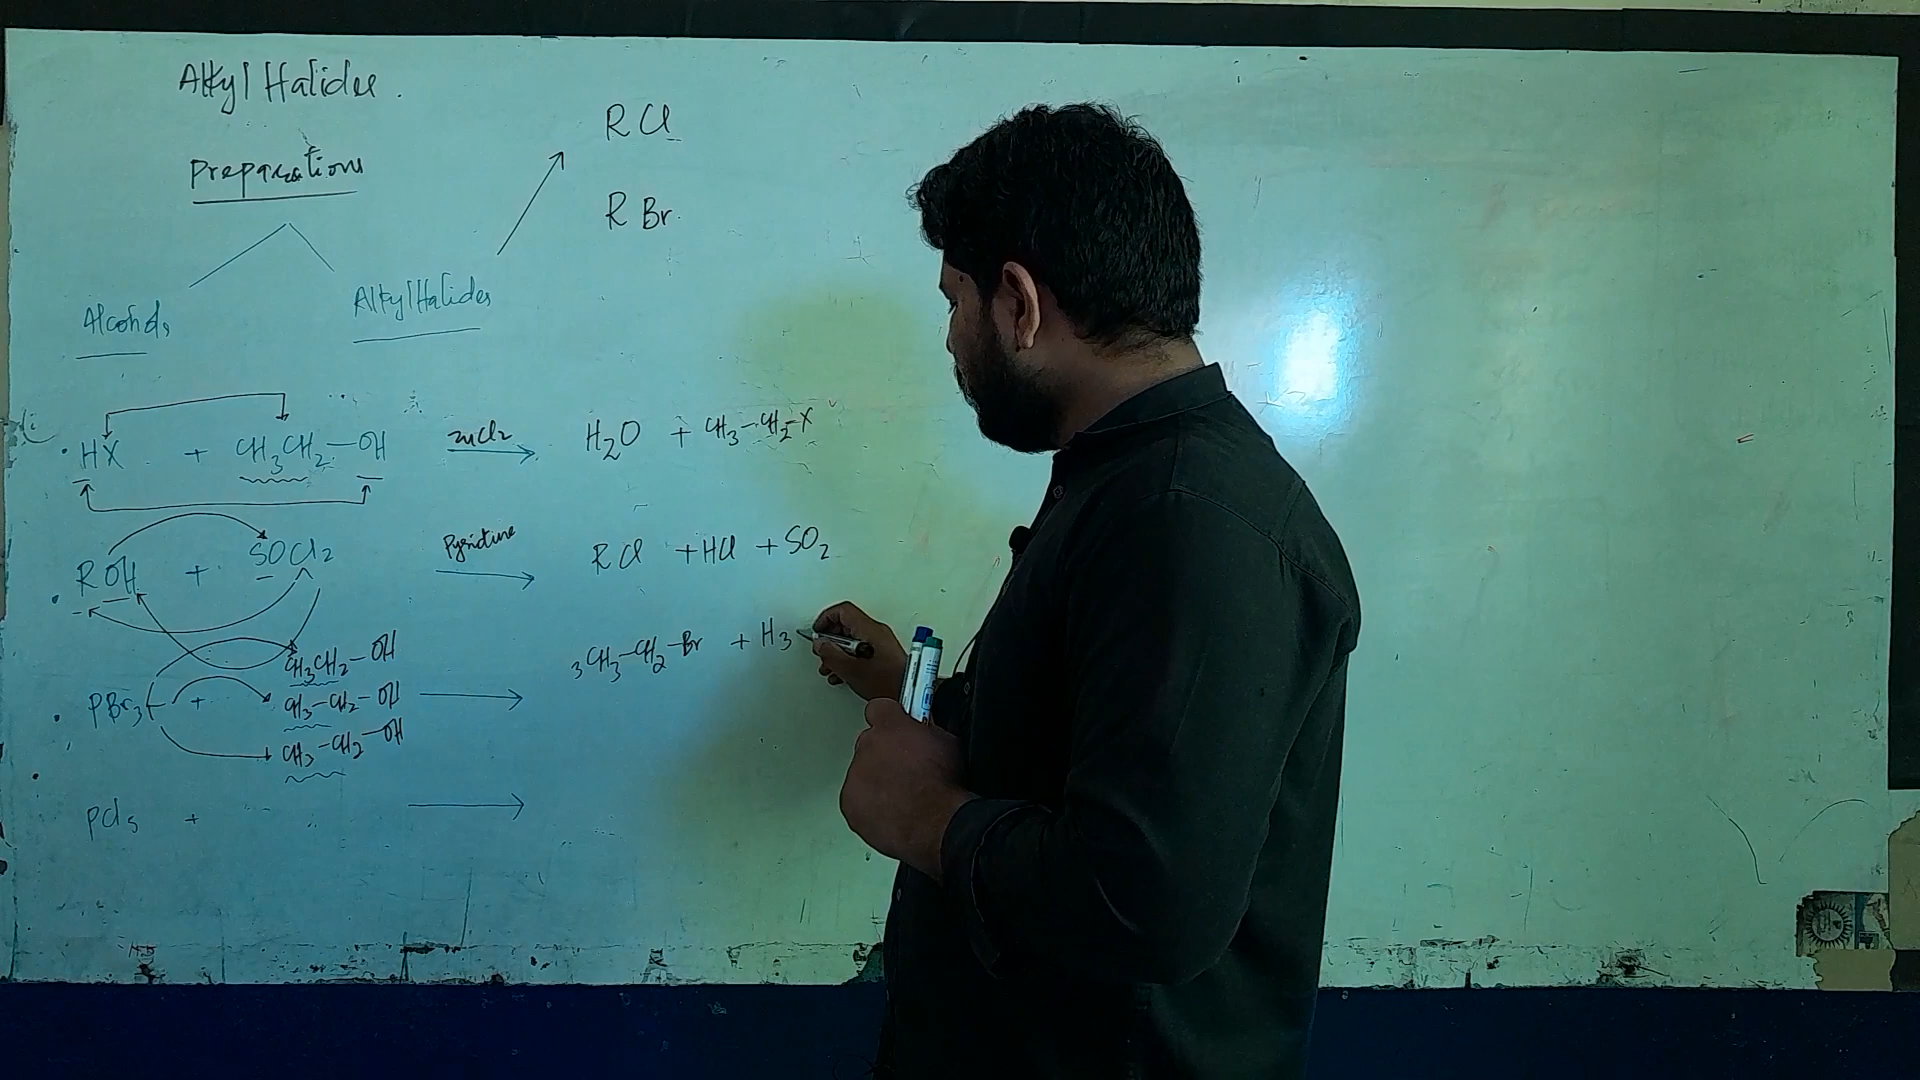 Alkyl Halides.
Preparations
Alcohols
Alkyl Halides
RCl
RBr.
HX + CH3CH2-OH ZnCl2 → H2O + CH3-CH2-X
ROH + SOCl2 Pyridine → RCl + HCl + SO2
PBr3 + CH3CH2-OH
CH3-CH2-OH
CH3-CH2-OH
→ 3CH3-CH2-Br + H3
PCl5 + →